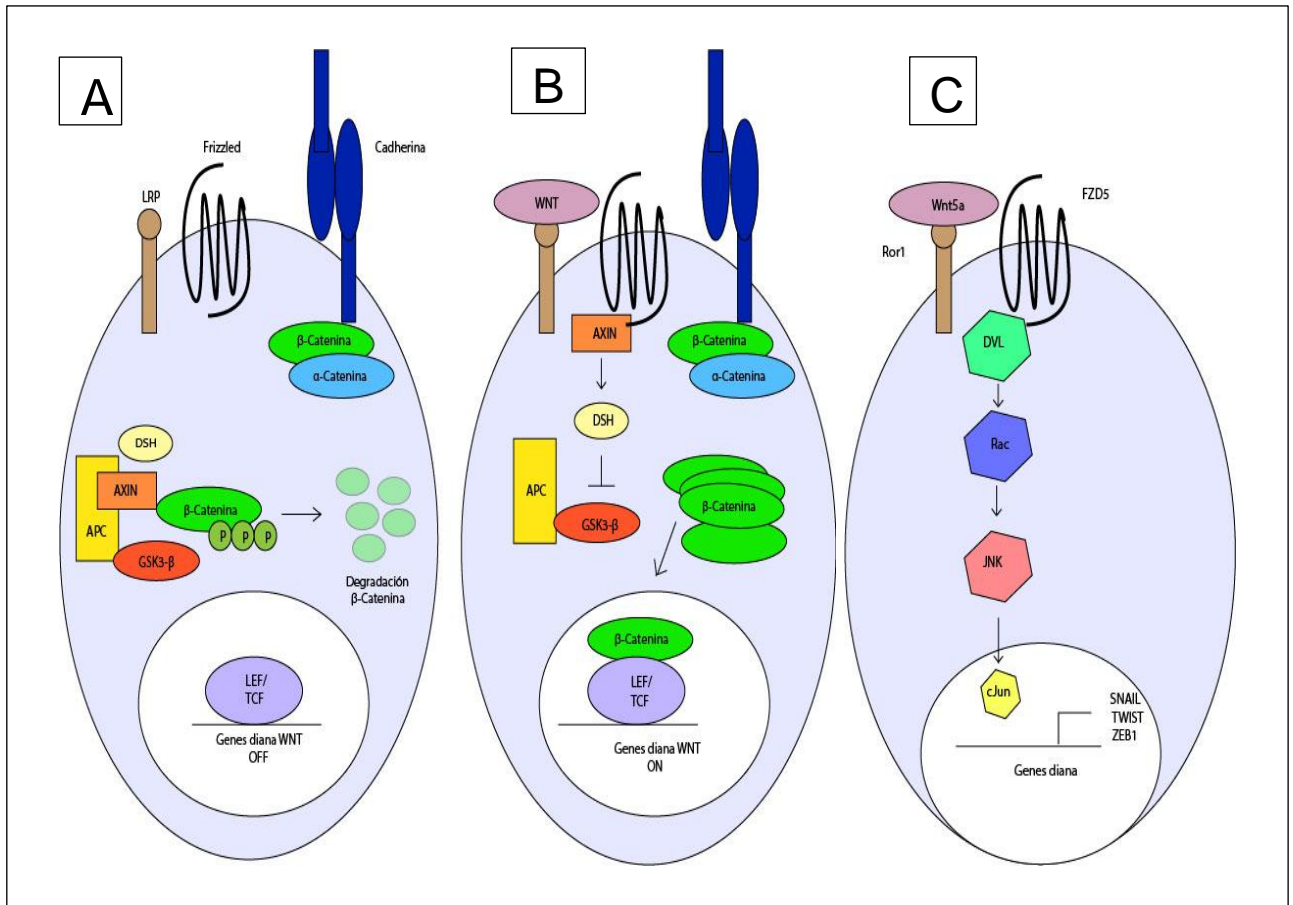 A
Frizzled
LRP
Cadherina
β-Catenina
α-Catenina
DSH
AXIN
β-Catenina
APC
P
P
P
GSK3-β
Degradación
β-Catenina
LEF/
TCF
Genes diana WNT
OFF
B
WNT
AXIN
β-Catenina
α-Catenina
DSH
APC
β-Catenina
GSK3-β
β-Catenina
LEF/
TCF
Genes diana WNT
ON
C
Wnt5a
FZD5
Ror1
DVL
Rac
JNK
cJun
SNAIL
TWIST
ZEB1
Genes diana